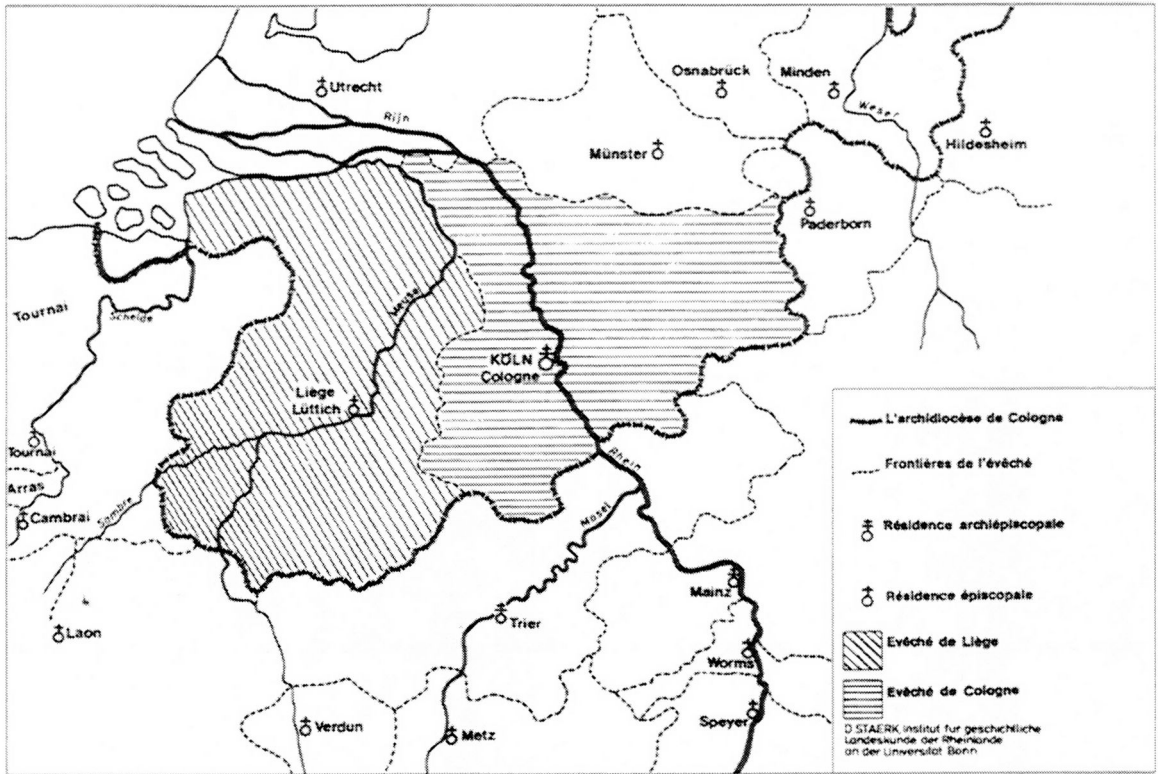 Utrecht
Rijn
Osnabrück
Minden
Weser
Hildesheim
Münster
Paderborn
Tournai
Schelde
Meuse
KÖLN
Cologne
Liège
Lüttich
Tournai
Arras
Cambrai
Sambre
Rhein
Mosel
Laon
Trier
Mainz
Worms
Verdun
Metz
Speyer
L'archidiocèse de Cologne
Frontières de l'évêché
Résidence archiépiscopale
Résidence épiscopale
Evêché de Liège
Evêché de Cologne
D STAERK, Institut fur geschichtliche
Landeskunde der Rheinlande
an der Universitat Bonn